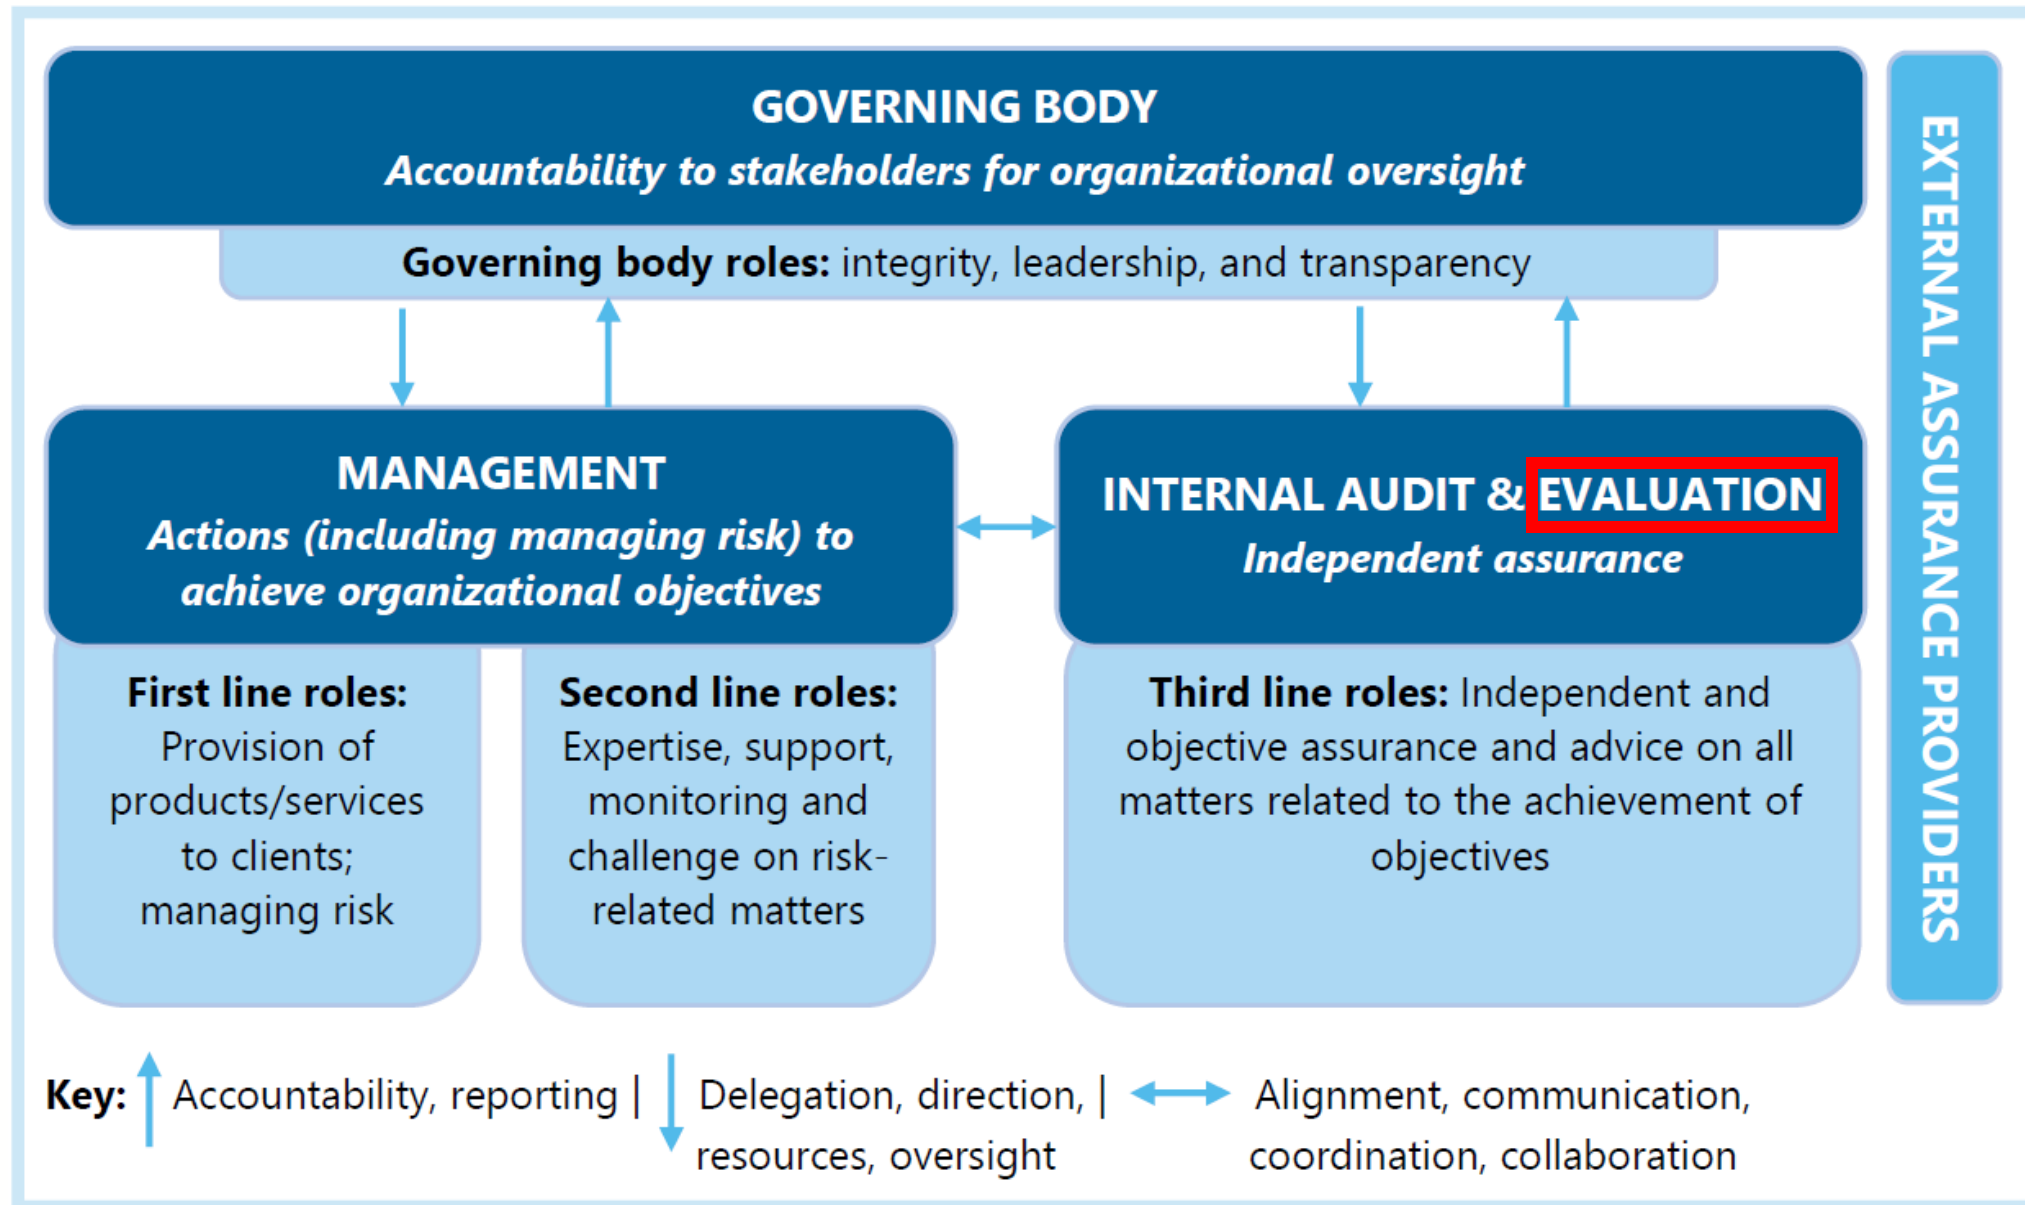 GOVERNING BODY
Accountability to stakeholders for organizational oversight
Governing body roles: integrity, leadership, and transparency
MANAGEMENT
Actions (including managing risk) to
achieve organizational objectives
INTERNAL AUDIT & EVALUATION
Independent assurance
First line roles:
Provision of
products/services
to clients;
managing risk
Second line roles:
Expertise, support,
monitoring and
challenge on risk-
related matters
Third line roles: Independent and
objective assurance and advice on all
matters related to the achievement of
objectives
EXTERNAL ASSURANCE PROVIDERS
Key: Accountability, reporting | Delegation, direction, | Alignment, communication,
resources, oversight coordination, collaboration